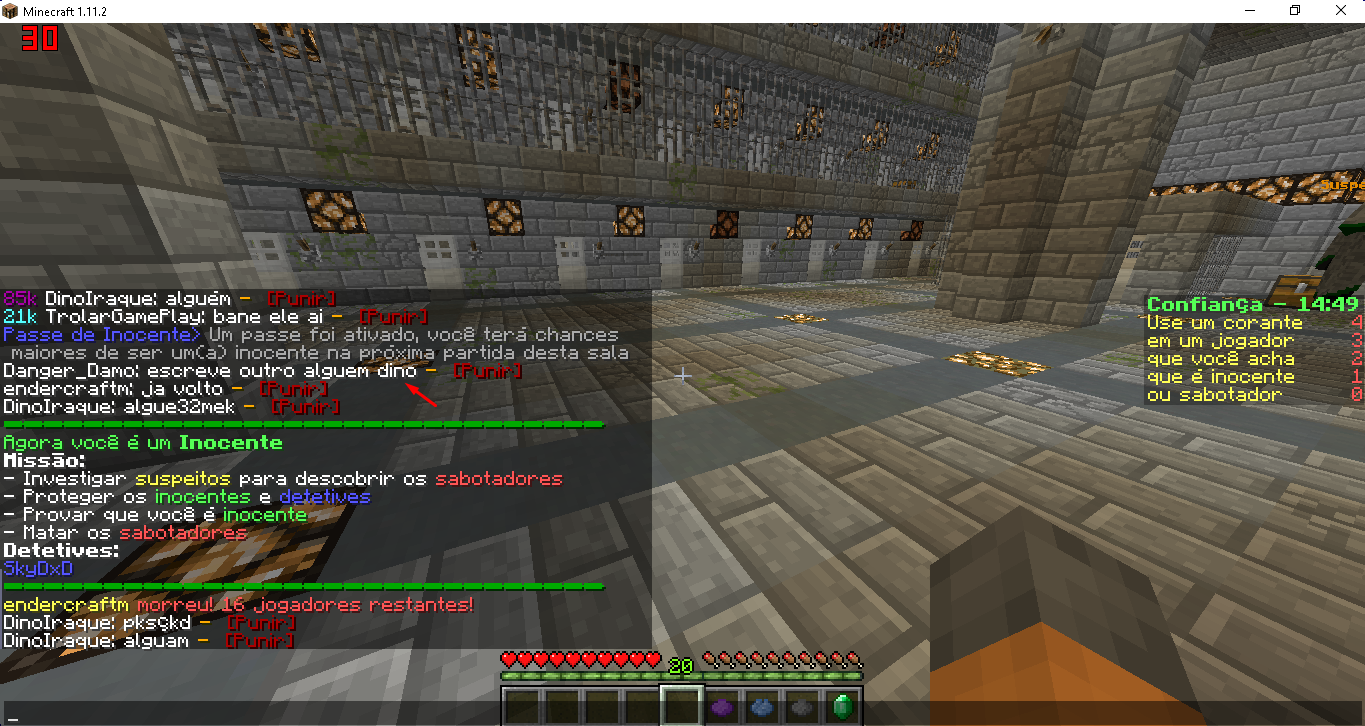 Minecraft 1.11.2
30
Suspe
85k DinoIraque: alguém - [Punir]
21k TrolarGamePlay: bane ele ai - [Punir]
Passe de Inocente> Um passe foi ativado, você terá chances
maiores de ser um(a) inocente na próxima partida desta sala
Danger_Damo: escreve outro alguem dino - [Punir]
endercraftm: ja volto - [Punir]
DinoIraque: algue32mek - [Punir]
Agora você é um Inocente
Missão:
- Investigar suspeitos para descobrir os sabotadores
- Proteger os inocentes e detetives
- Provar que você é inocente
- Matar os sabotadores
Detetives:
SkyDxD
endercraftm morreu! 16 jogadores restantes!
DinoIraque: pksçkd - [Punir]
DinoIraque: alguam - [Punir]
Confiança - 14:49
Use um corante 4
em um jogador 3
que você acha 2
que é inocente 1
ou sabotador 0
20
_